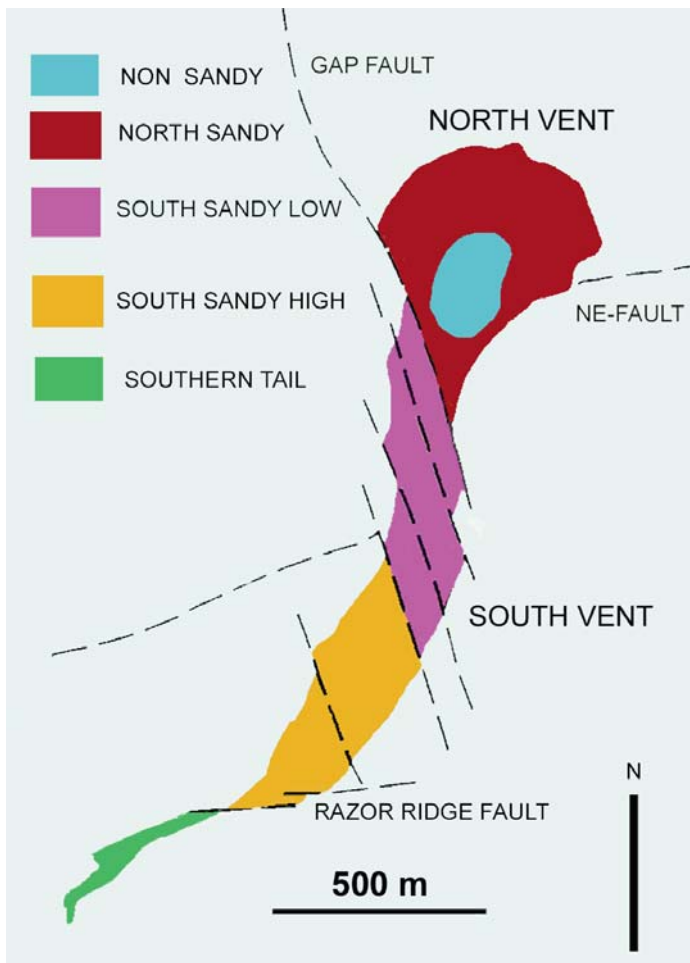 GAP FAULT
NON SANDY
NORTH VENT
NORTH SANDY
SOUTH SANDY LOW
SOUTH SANDY HIGH
NE-FAULT
SOUTHERN TAIL
SOUTH VENT
N
RAZOR RIDGE FAULT
500 m